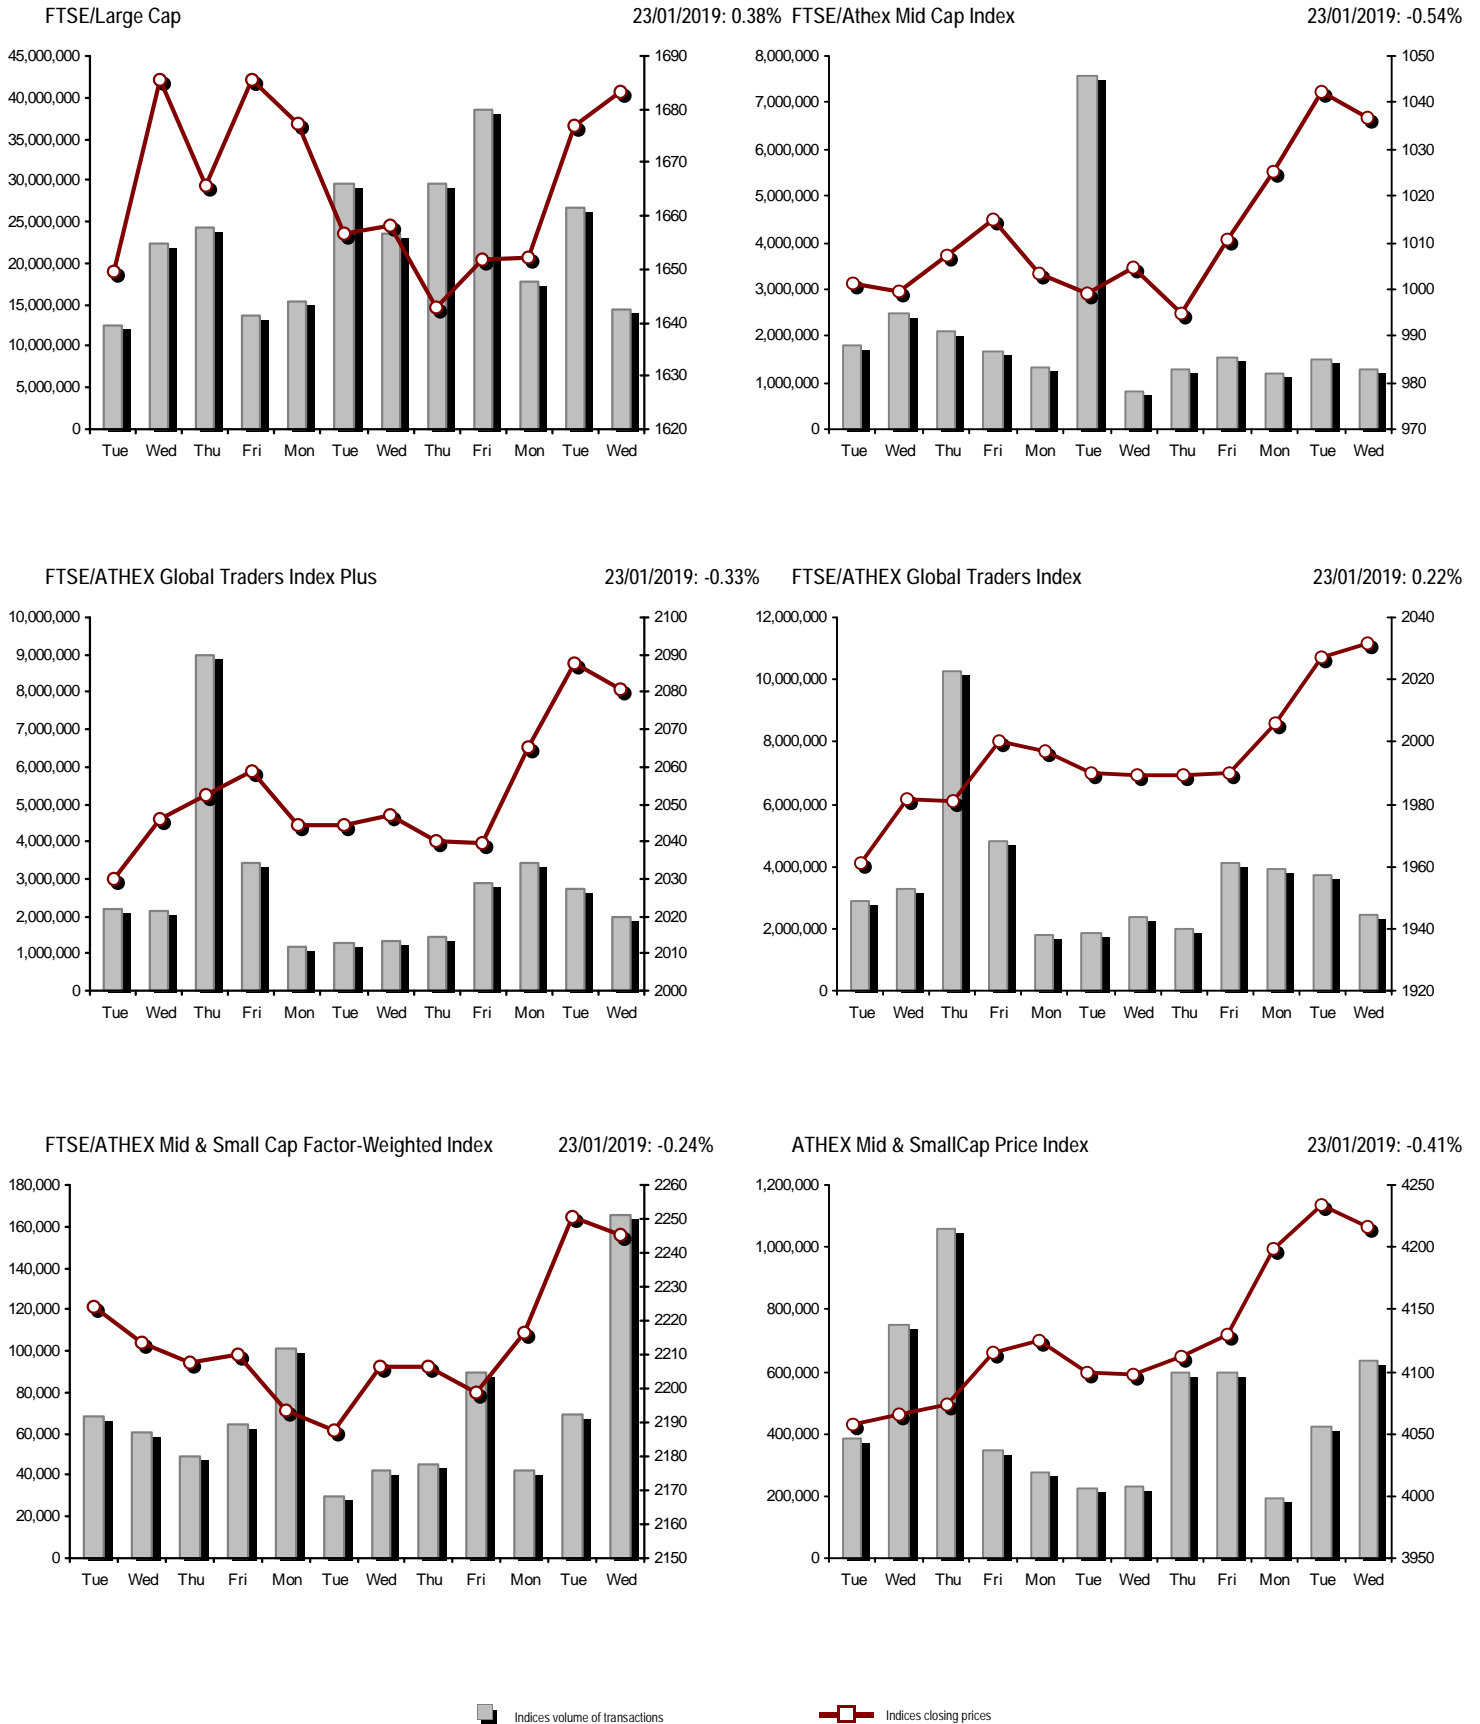 FTSE/Large Cap 23/01/2019: 0.38% FTSE/Athex Mid Cap Index 23/01/2019: -0.54%
45,000,000 1690 8,000,000 1050
40,000,000 1680 7,000,000 1040
35,000,000 1670 6,000,000 1030
30,000,000 1660 5,000,000 1020
25,000,000 1650 4,000,000 1010
20,000,000 1640 3,000,000 1000
15,000,000 1630 2,000,000 990
10,000,000 1620 1,000,000 980
5,000,000 0 970
0
Tue Wed Thu Fri Mon Tue Wed Thu Fri Mon Tue Wed Tue Wed Thu Fri Mon Tue Wed Thu Fri Mon Tue Wed
FTSE/ATHEX Global Traders Index Plus 23/01/2019: -0.33% FTSE/ATHEX Global Traders Index 23/01/2019: 0.22%
10,000,000 2100 12,000,000 2040
9,000,000 2090 10,000,000 2020
8,000,000 2080 8,000,000 2000
7,000,000 2070 6,000,000 1980
6,000,000 2060 4,000,000 1960
5,000,000 2050 2,000,000 1940
4,000,000 2040 0 1920
3,000,000 2030
2,000,000 2020
1,000,000 2010
0 2000
Tue Wed Thu Fri Mon Tue Wed Thu Fri Mon Tue Wed Tue Wed Thu Fri Mon Tue Wed Thu Fri Mon Tue Wed
FTSE/ATHEX Mid & Small Cap Factor-Weighted Index 23/01/2019: -0.24% ATHEX Mid & SmallCap Price Index 23/01/2019: -0.41%
180,000 2260 1,200,000 4250
160,000 2250 1,000,000 4200
140,000 2240 800,000 4150
120,000 2230 600,000 4100
100,000 2220 400,000 4050
80,000 2210 200,000 4000
60,000 2200 0 3950
40,000 2190
20,000 2180
0 2170
2160
2150
Tue Wed Thu Fri Mon Tue Wed Thu Fri Mon Tue Wed Tue Wed Thu Fri Mon Tue Wed Thu Fri Mon Tue Wed
Indices volume of transactions Indices closing prices